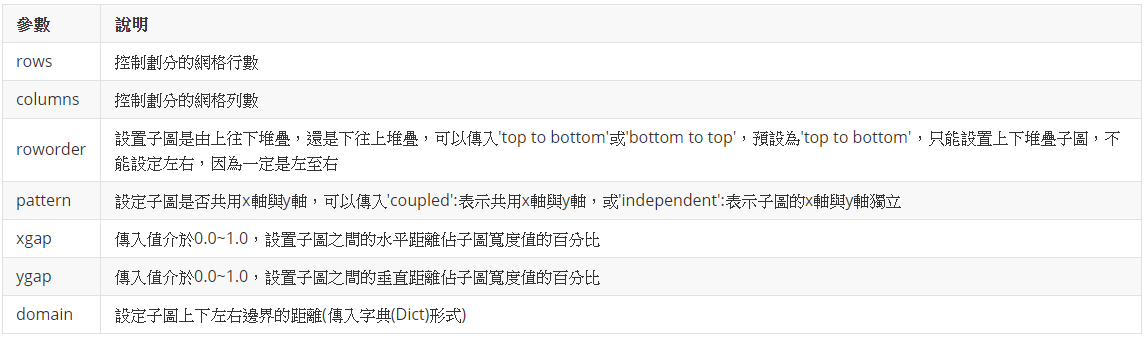 參數 說明
rows 控制劃分的網格行數
columns 控制劃分的網格列數
roworder 設置子圖是由上往下堆疊，還是下往上堆疊，可以傳入'top to bottom'或'bottom to top'，預設為'top to bottom'，只能設置上下堆疊子圖，不
能設定左右，因為一定是左至右
pattern 設定子圖是否共用x軸與y軸，可以傳入'coupled':表示共用x軸與y軸，或'independent':表示子圖的x軸與y軸獨立
xgap 傳入值介於0.0~1.0，設置子圖之間的水平距離佔子圖寬度值的百分比
ygap 傳入值介於0.0~1.0，設置子圖之間的垂直距離佔子圖寬度值的百分比
domain 設定子圖上下左右邊界的距離(傳入字典(Dict)形式)